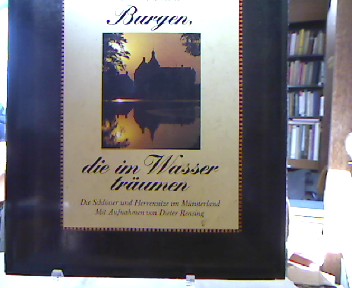 Burgen,
die im Wasser
träumen
Die Schlösser und Herrensitze im Münsterland
Mit Aufnahmen von Dieter Rensing